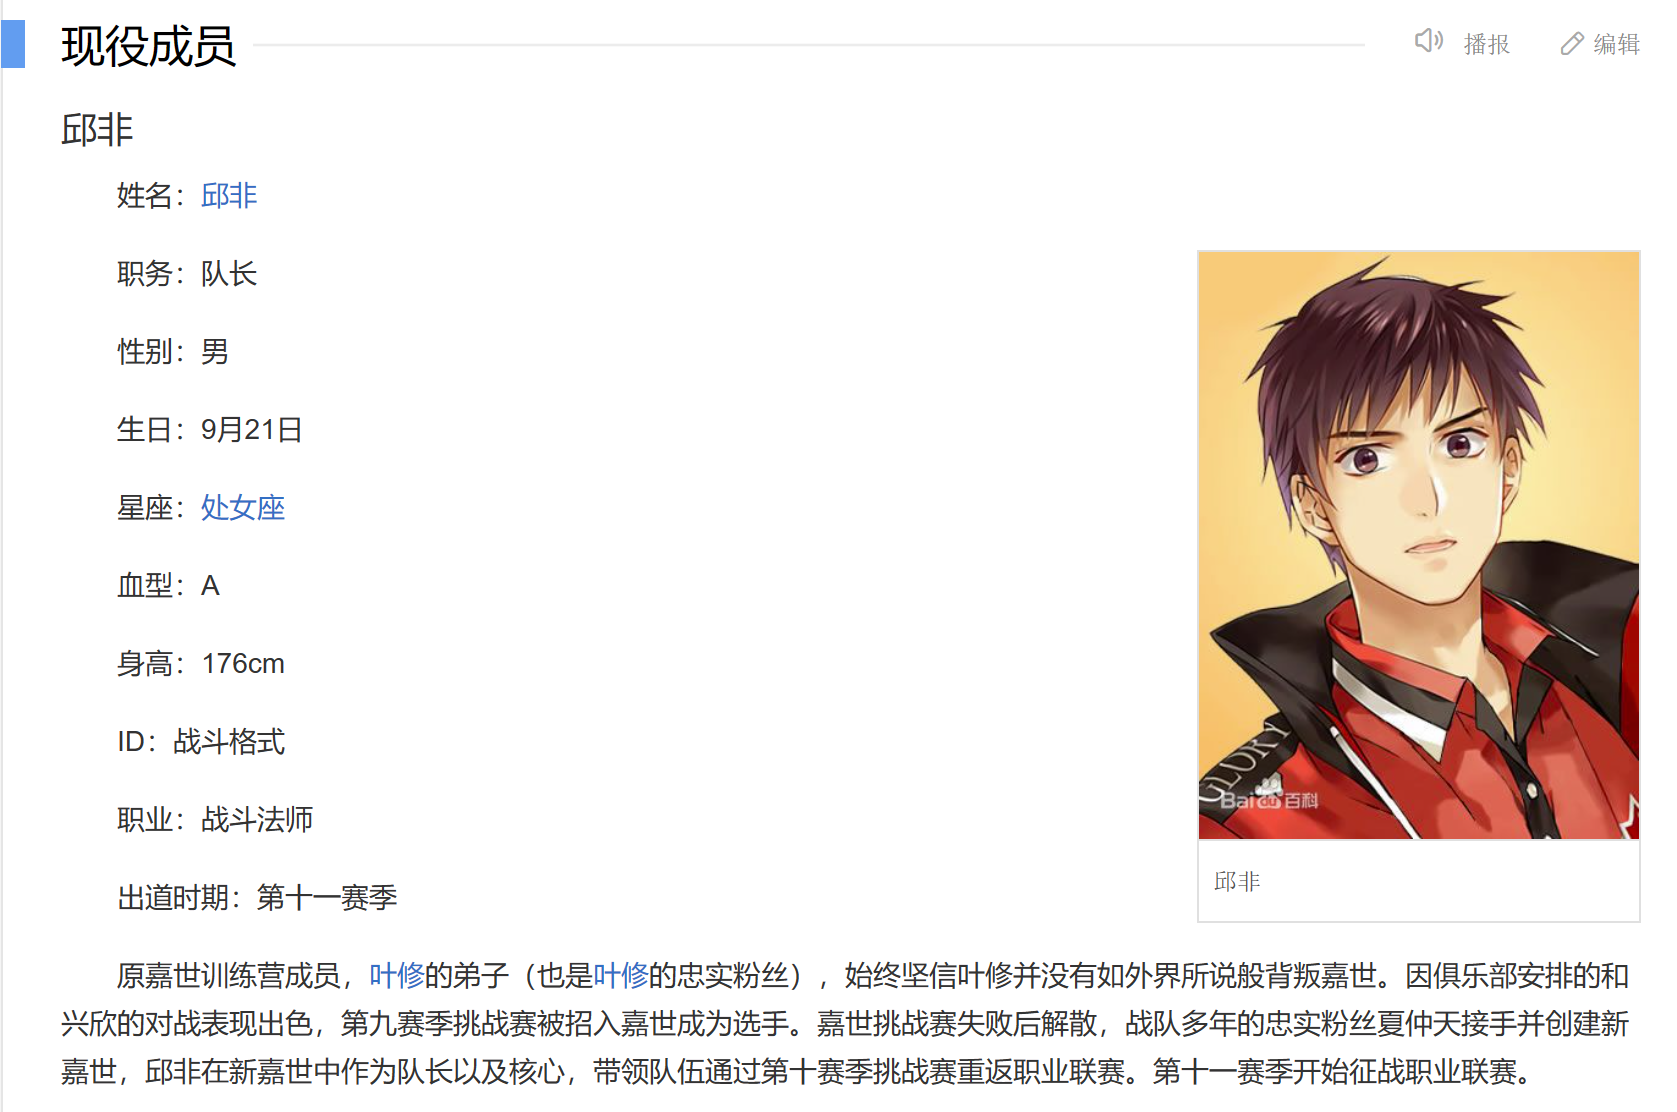 现役成员
播报
编辑
邱非
姓名：邱非
职务：队长
性别：男
生日：9月21日
星座：处女座
血型：A
身高：176cm
ID：战斗格式
职业：战斗法师
出道时期：第十一赛季
GLORY
Bai du 百科
邱非
原嘉世训练营成员，叶修的弟子（也是叶修的忠实粉丝），始终坚信叶修并没有如外界所说般背叛嘉世。因俱乐部安排的和
兴欣的对战表现出色，第九赛季挑战赛被招入嘉世成为选手。嘉世挑战赛失败后解散，战队多年的忠实粉丝夏仲天接手并创建新
嘉世，邱非在新嘉世中作为队长以及核心，带领队伍通过第十赛季挑战赛重返职业联赛。第十一赛季开始征战职业联赛。